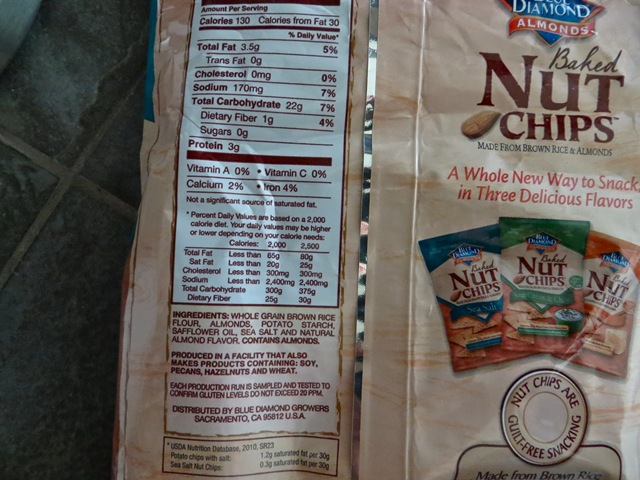 Amount Per Serving
Calories 130 Calories from Fat 30
% Daily Value*
Total Fat 3.5g 5%
Trans Fat 0g
Cholesterol 0mg 0%
Sodium 170mg 7%
Total Carbohydrate 22g 7%
Dietary Fiber 1g 4%
Sugars 0g
Protein 3g
Vitamin A 0% • Vitamin C 0%
Calcium 2% • Iron 4%
Not a significant source of saturated fat.
* Percent Daily Values are based on a 2,000
calorie diet. Your daily values may be higher
or lower depending on your calorie needs:
Calories: 2,000 2,500
Total Fat Less than 65g 80g
Sat Fat Less than 20g 25g
Cholesterol Less than 300mg 300mg
Sodium Less than 2,400mg 2,400mg
Total Carbohydrate 300g 375g
Dietary Fiber 25g 30g
INGREDIENTS: WHOLE GRAIN BROWN RICE
FLOUR, ALMONDS, POTATO STARCH,
SAFFLOWER OIL, SEA SALT AND NATURAL
ALMOND FLAVOR. CONTAINS ALMONDS.
PRODUCED IN A FACILITY THAT ALSO
MAKES PRODUCTS CONTAINING: SOY,
PECANS, HAZELNUTS AND WHEAT.
EACH PRODUCTION RUN IS SAMPLED AND TESTED TO
CONFIRM GLUTEN LEVELS DO NOT EXCEED 20 PPM.
DISTRIBUTED BY BLUE DIAMOND GROWERS
SACRAMENTO, CA 95812 U.S.A.
* USDA Nutrition Database, 2010, SR23
Potato chips with salt: 1.2g saturated fat per 30g
Sea Salt Nut Chips: 0.3g saturated fat per 30g
BLUE
DIAMOND
ALMONDS
Baked
NUT
CHIPS™
MADE FROM BROWN RICE & ALMONDS
A Whole New Way to Snack
in Three Delicious Flavors
BLUE
DIAMOND
Baked
NUT
CHIPS
Sea Salt
BLUE
DIAMOND
Baked
NUT
CHIPS
BLUE
DIAMOND
Baked
NUT
CHIPS
NUT CHIPS ARE
GUILT-FREE SNACKING
Made from Brown Rice